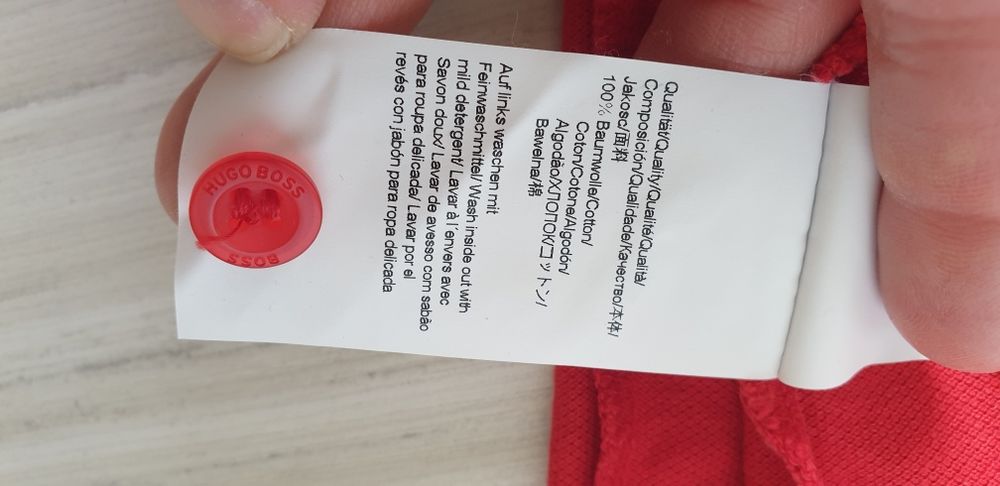 Qualität/Quality/Qualité/Qualità/
Composición/Qualidade/Качество/本体/
Jakosc/面料
100% Baumwolle/Cotton/
Coton/Cotone/Algodón/
Algodão/ХЛОПОК/コットン/
Bawelna/棉
Auf links waschen mit
Feinwaschmittel/ Wash inside out with
mild detergent/ Lavar à l'envers avec
Savon doux/ Lavar de avesso com sabão
para roupa delicada/ Lavar por el
revés con jabón para ropa delicada
HUGO BOSS
BOSS